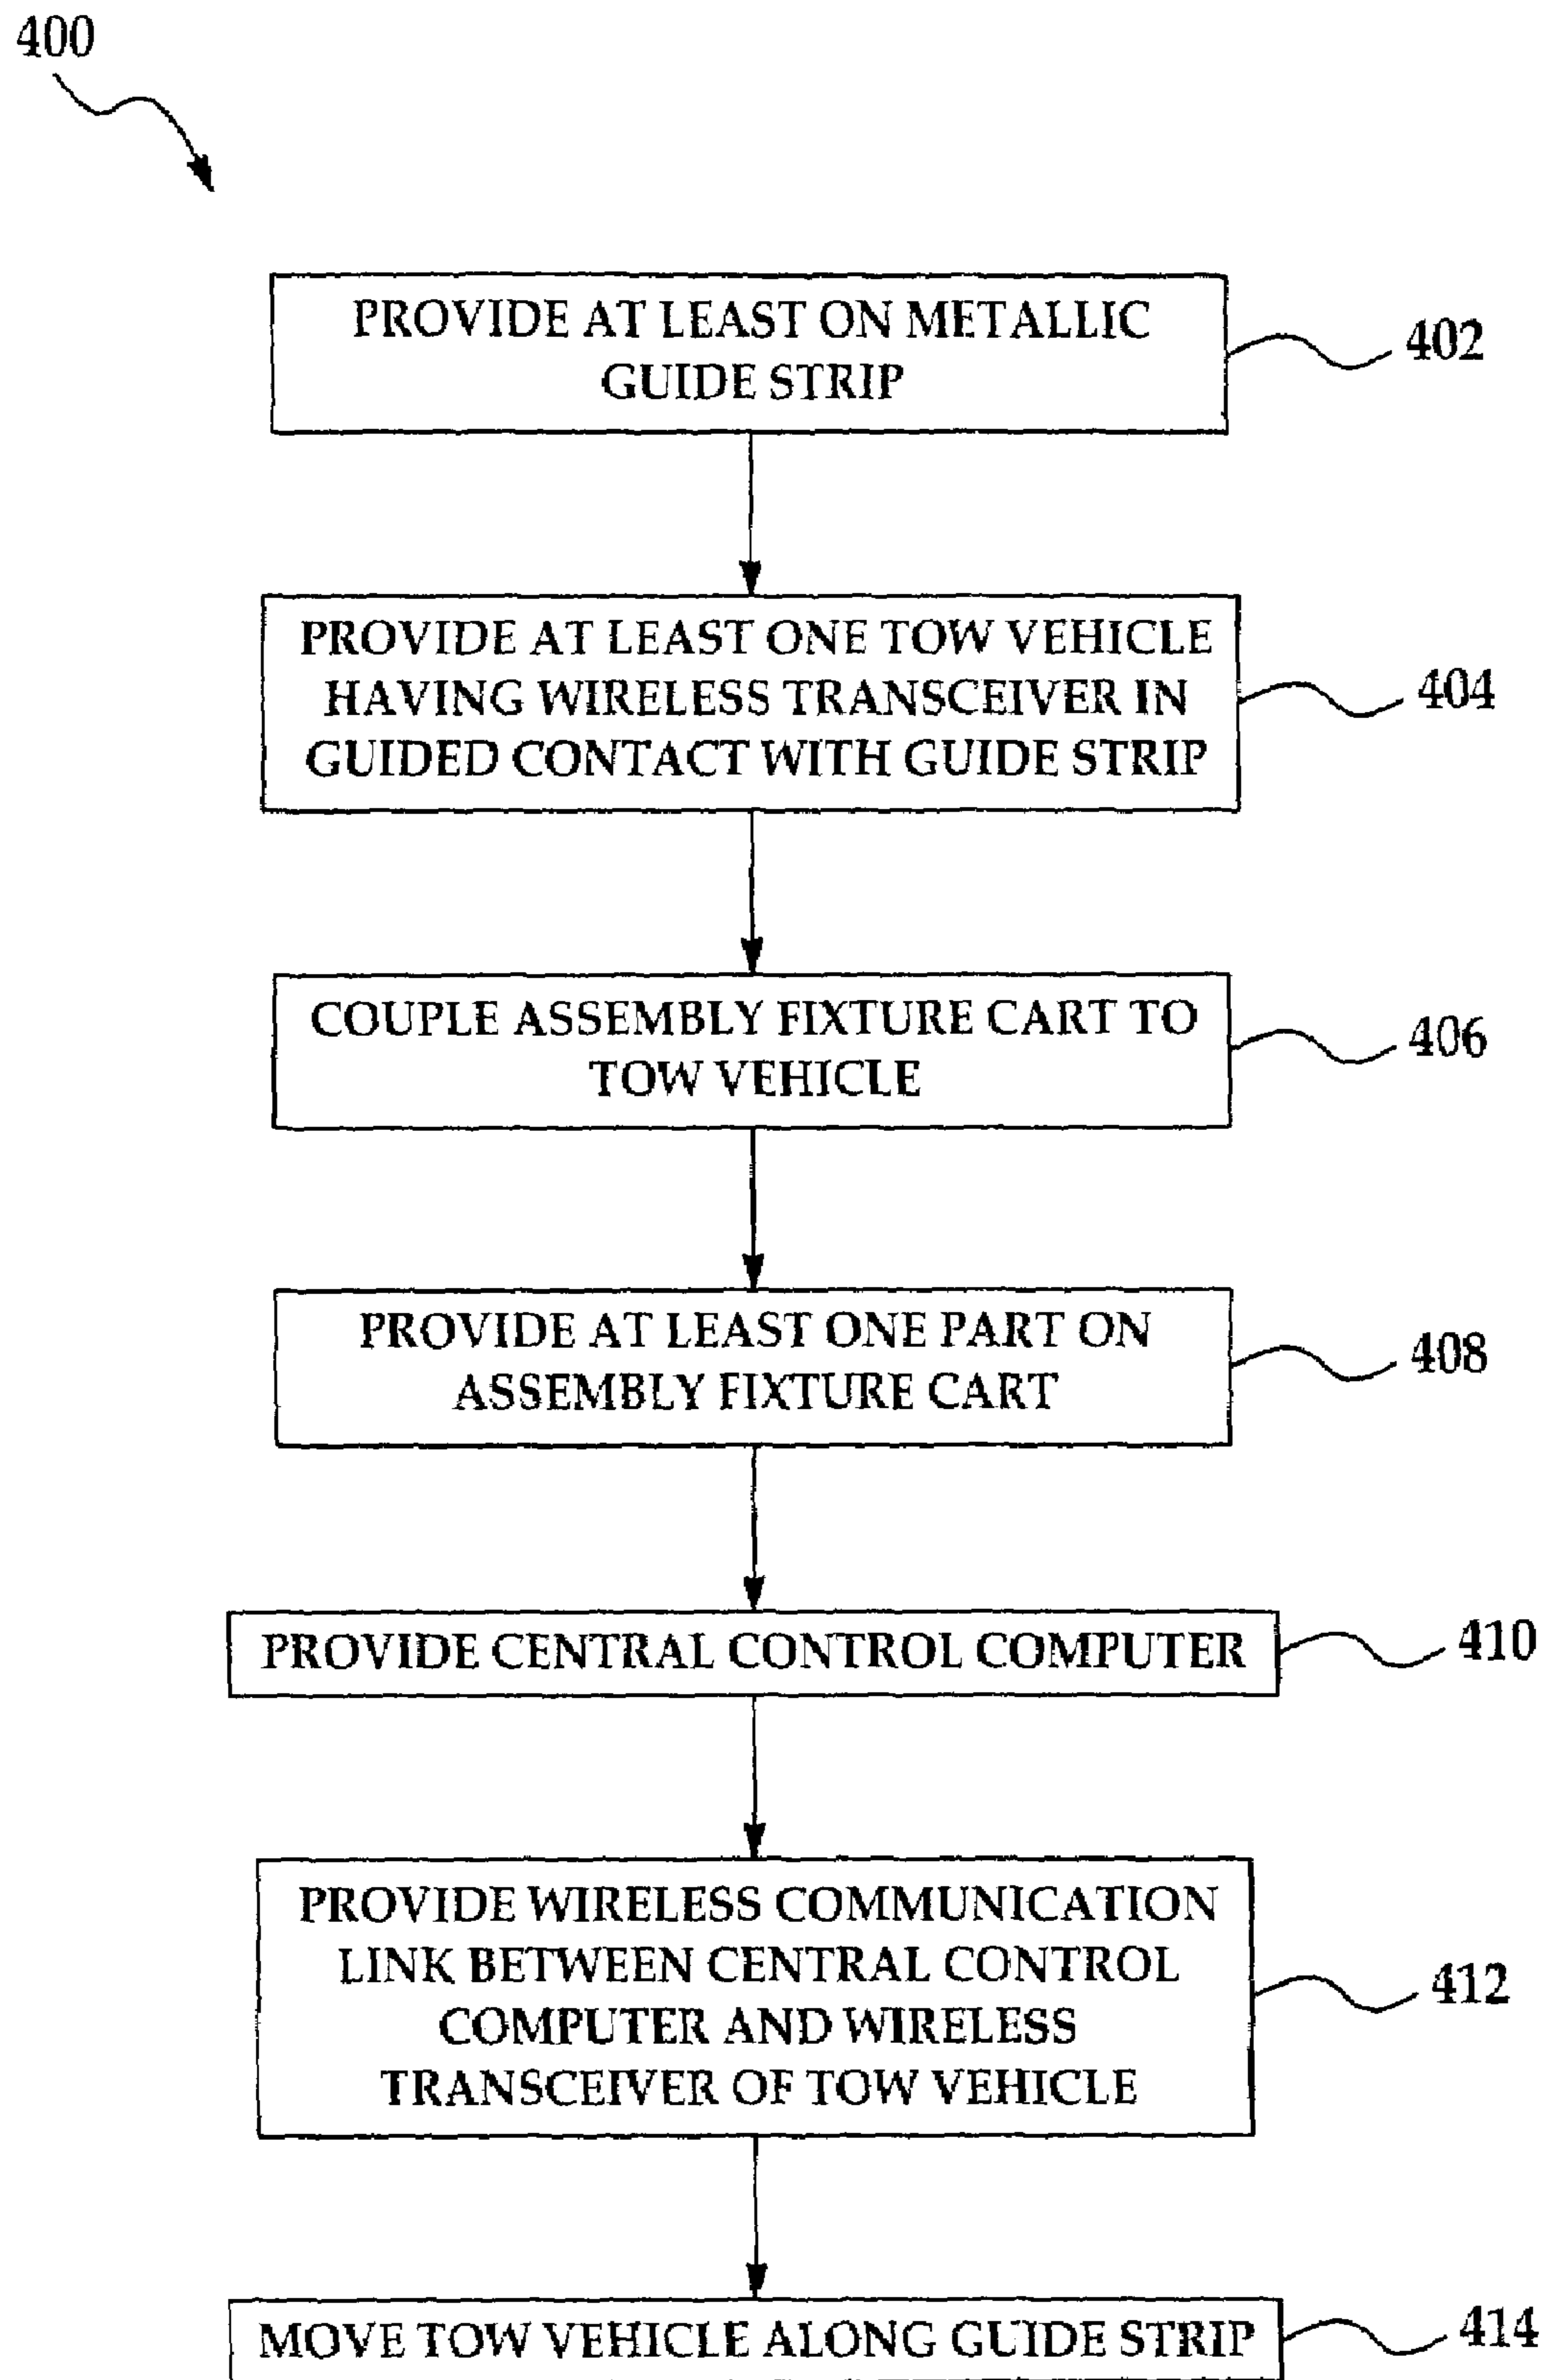 400
PROVIDE AT LEAST ON METALLIC
GUIDE STRIP
402
PROVIDE AT LEAST ONE TOW VEHICLE
HAVING WIRELESS TRANSCEIVER IN
GUIDED CONTACT WITH GUIDE STRIP
404
COUPLE ASSEMBLY FIXTURE CART TO
TOW VEHICLE
406
PROVIDE AT LEAST ONE PART ON
ASSEMBLY FIXTURE CART
408
PROVIDE CENTRAL CONTROL COMPUTER
410
PROVIDE WIRELESS COMMUNICATION
LINK BETWEEN CENTRAL CONTROL
COMPUTER AND WIRELESS
TRANSCEIVER OF TOW VEHICLE
412
MOVE TOW VEHICLE ALONG GUIDE STRIP
414